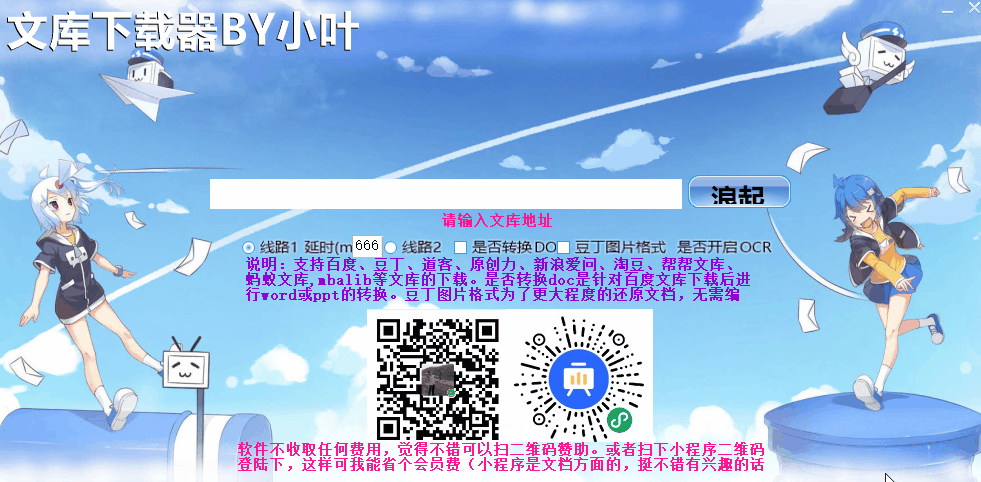 文库下载器BY小叶
浪起
请输入文库地址
线路1 延时(m 666 线路2 是否转换DO 豆丁图片格式 是否开启OCR
说明：支持百度、豆丁、道客、原创力、新浪爱问、淘豆、帮帮文库、
蚂蚁文库,mbalib等文库的下载。是否转换doc是针对百度文库下载后进
行word或ppt的转换。豆丁图片格式为了更大程度的还原文档，无需编
软件不收取任何费用，觉得不错可以扫二维码赞助。或者扫下小程序二维码
登陆下，这样可我能省个会员费（小程序是文档方面的，挺不错有兴趣的话